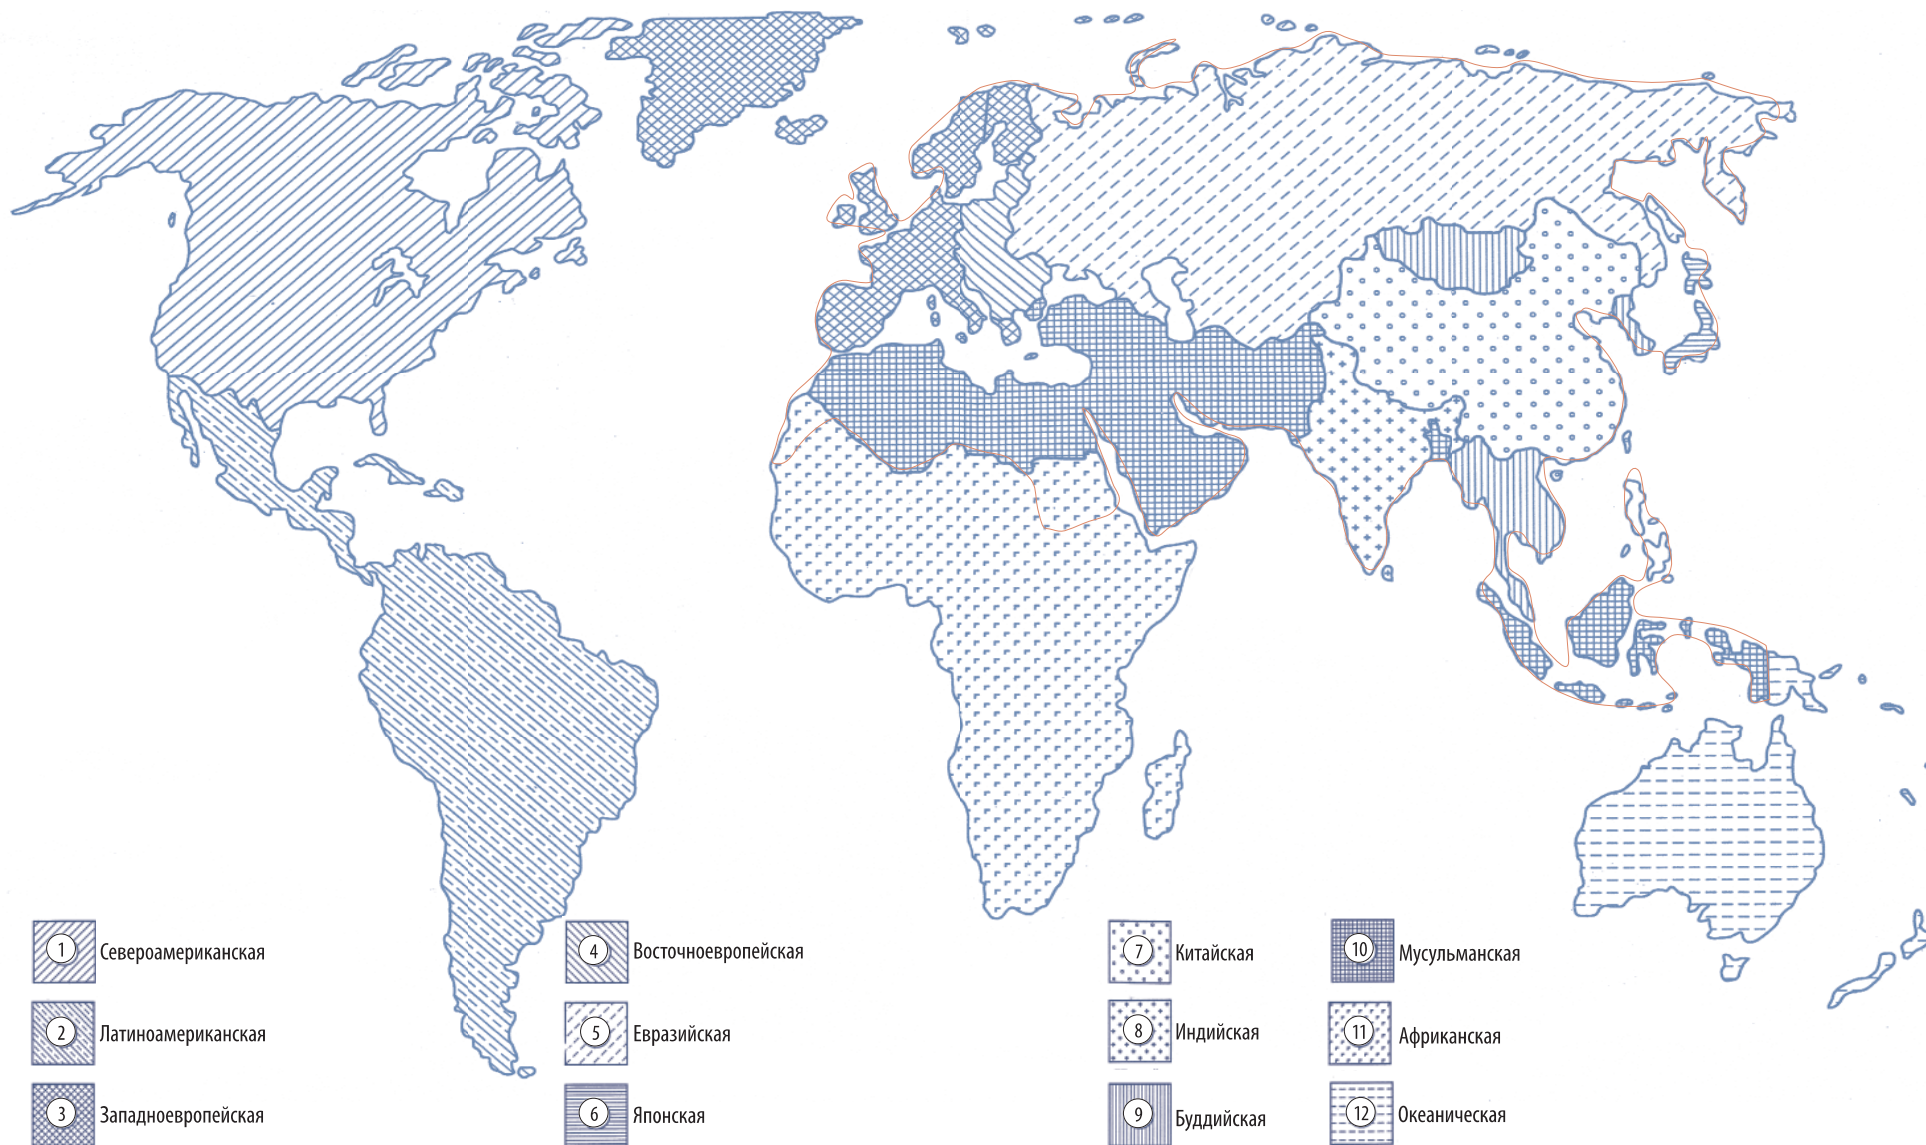 1 Североамериканская
2 Латиноамериканская
3 Западноевропейская
4 Восточноевропейская
5 Евразийская
6 Японская
7 Китайская
8 Индийская
9 Буддийская
10 Мусульманская
11 Африканская
12 Океаническая